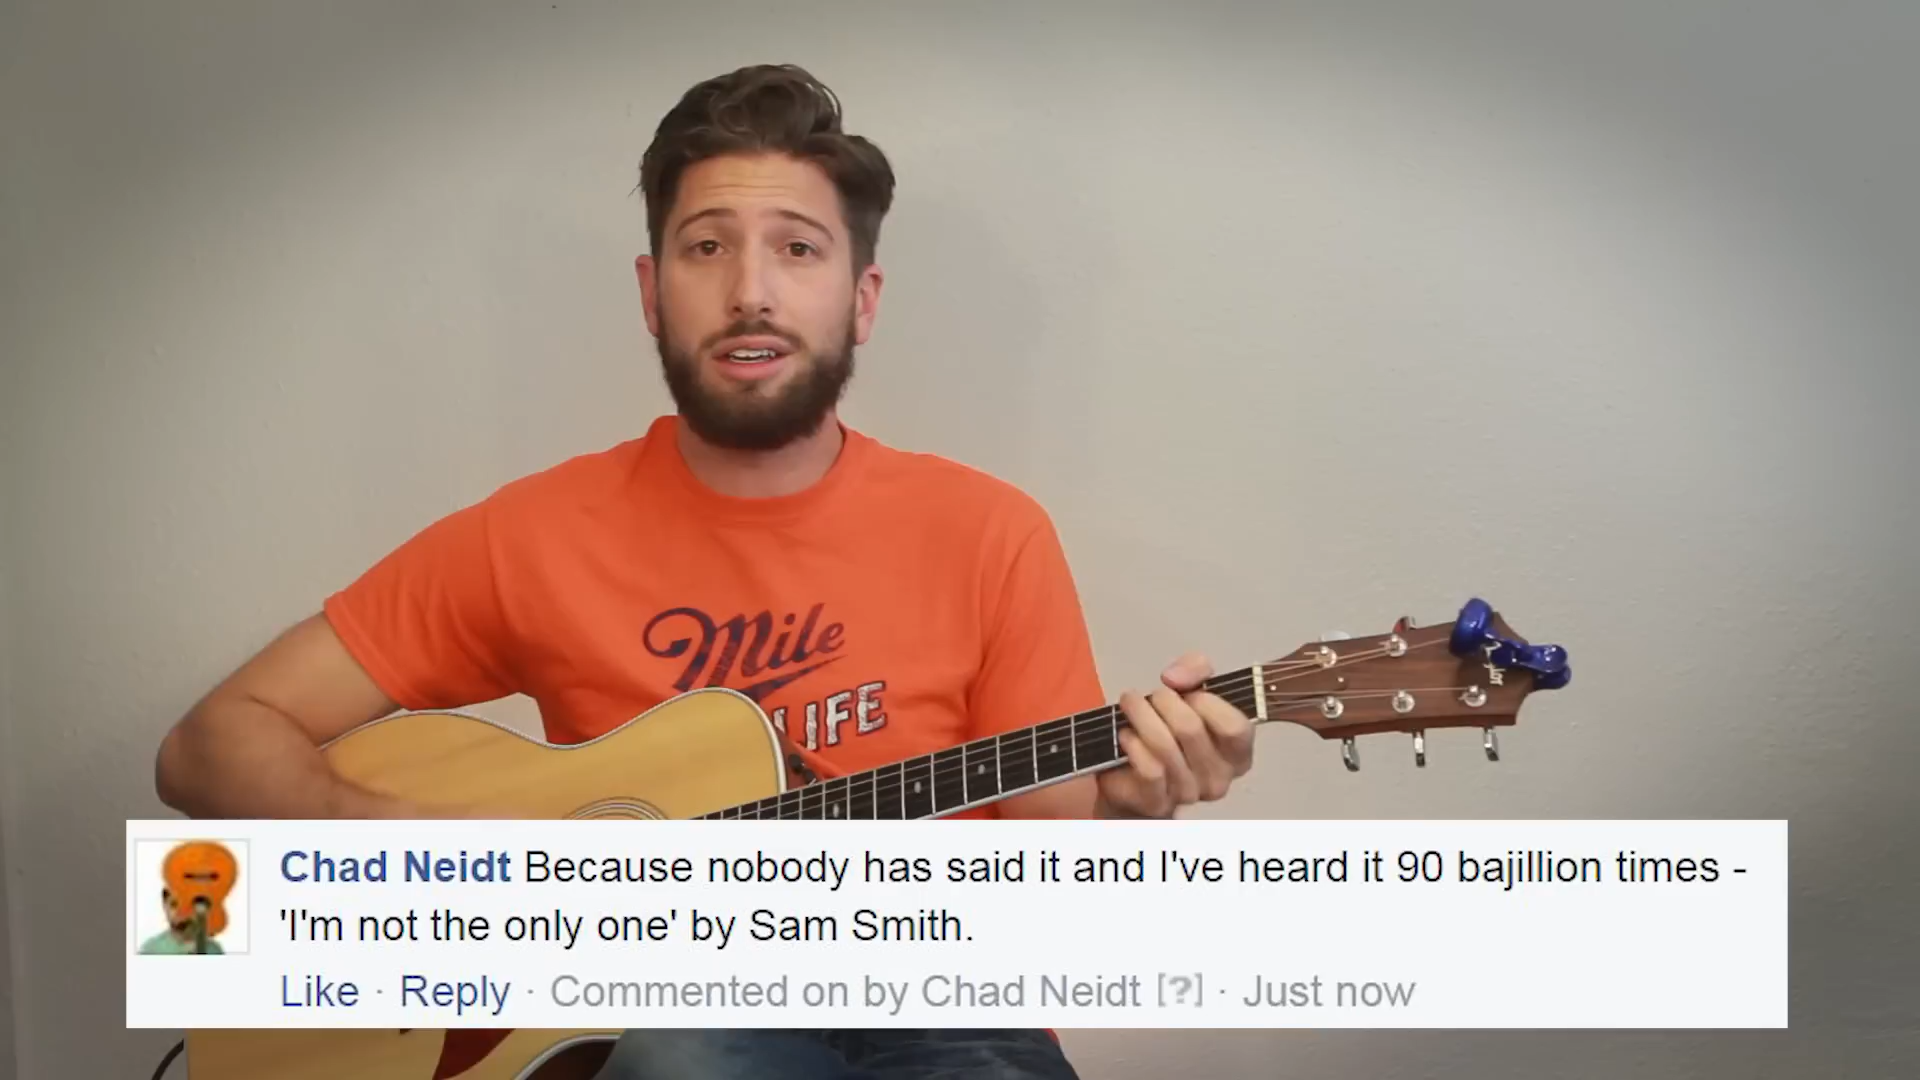 Mile
LIFE
Taylor
Chad Neidt Because nobody has said it and I've heard it 90 bajillion times -
'I'm not the only one' by Sam Smith.
Like · Reply · Commented on by Chad Neidt [?] · Just now